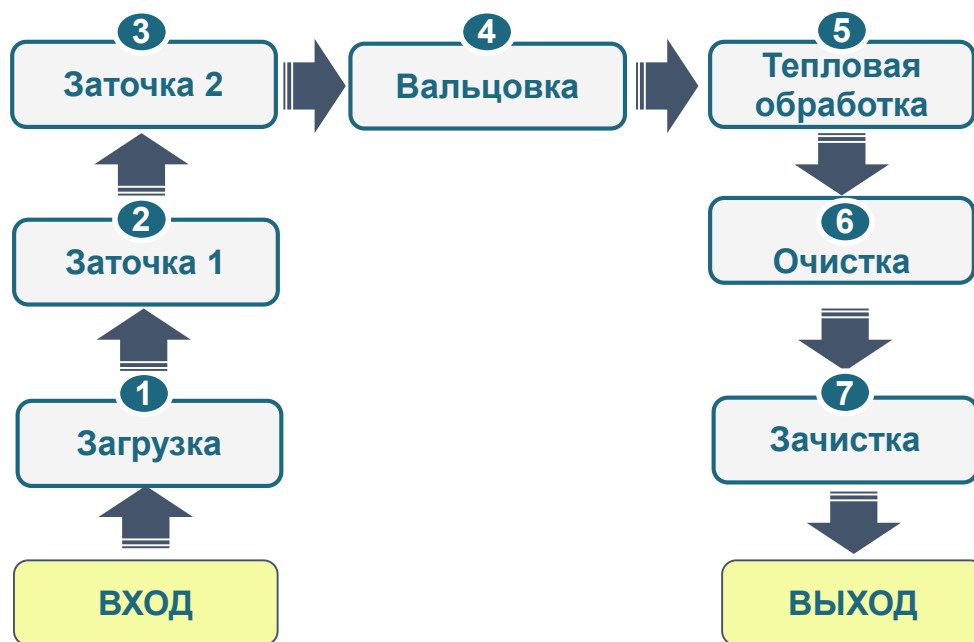 3
Заточка 2
4
Вальцовка
5
Тепловая
обработка
2
Заточка 1
6
Очистка
1
Загрузка
7
Зачистка
ВХОД
ВЫХОД